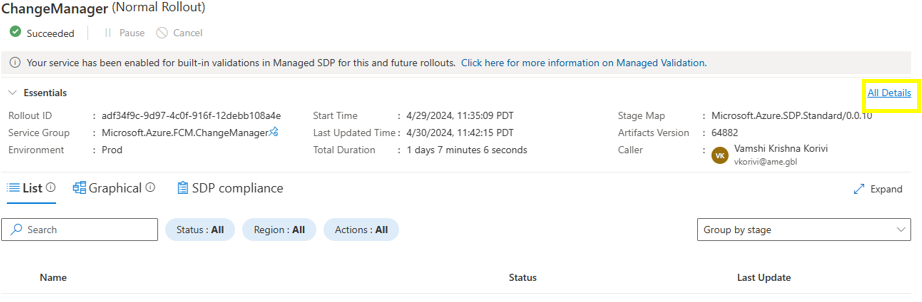 ChangeManager (Normal Rollout)
Succeeded Pause Cancel
Your service has been enabled for built-in validations in Managed SDP for this and future rollouts. Click here for more information on Managed Validation.
Essentials All Details
Rollout ID : adf34f9c-9d97-4c0f-916f-12debb108a4e Start Time : 4/29/2024, 11:35:09 PDT Stage Map : Microsoft.Azure.SDP.Standard/0.0.10
Service Group : Microsoft.Azure.FCM.ChangeManager Last Updated Time : 4/30/2024, 11:42:15 PDT Artifacts Version : 64882
Environment : Prod Total Duration : 1 days 7 minutes 6 seconds Caller : VK Vamshi Krishna Korivi
vkorivi@ame.gbl
List Graphical SDP compliance Expand
Search Status : All Region : All Actions : All Group by stage
Name Status Last Update